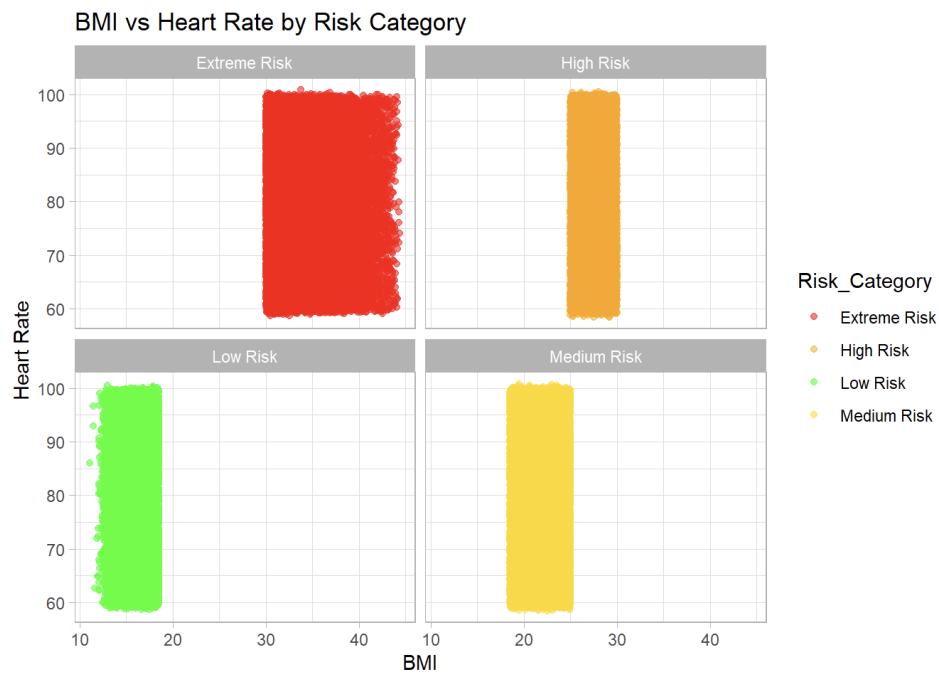 BMI vs Heart Rate by Risk Category
Extreme Risk
High Risk
100
90
80
70
60
Low Risk
Medium Risk
100
90
80
70
60
10
20
30
40
10
20
30
40
BMI
Heart Rate
Risk_Category
Extreme Risk
High Risk
Low Risk
Medium Risk